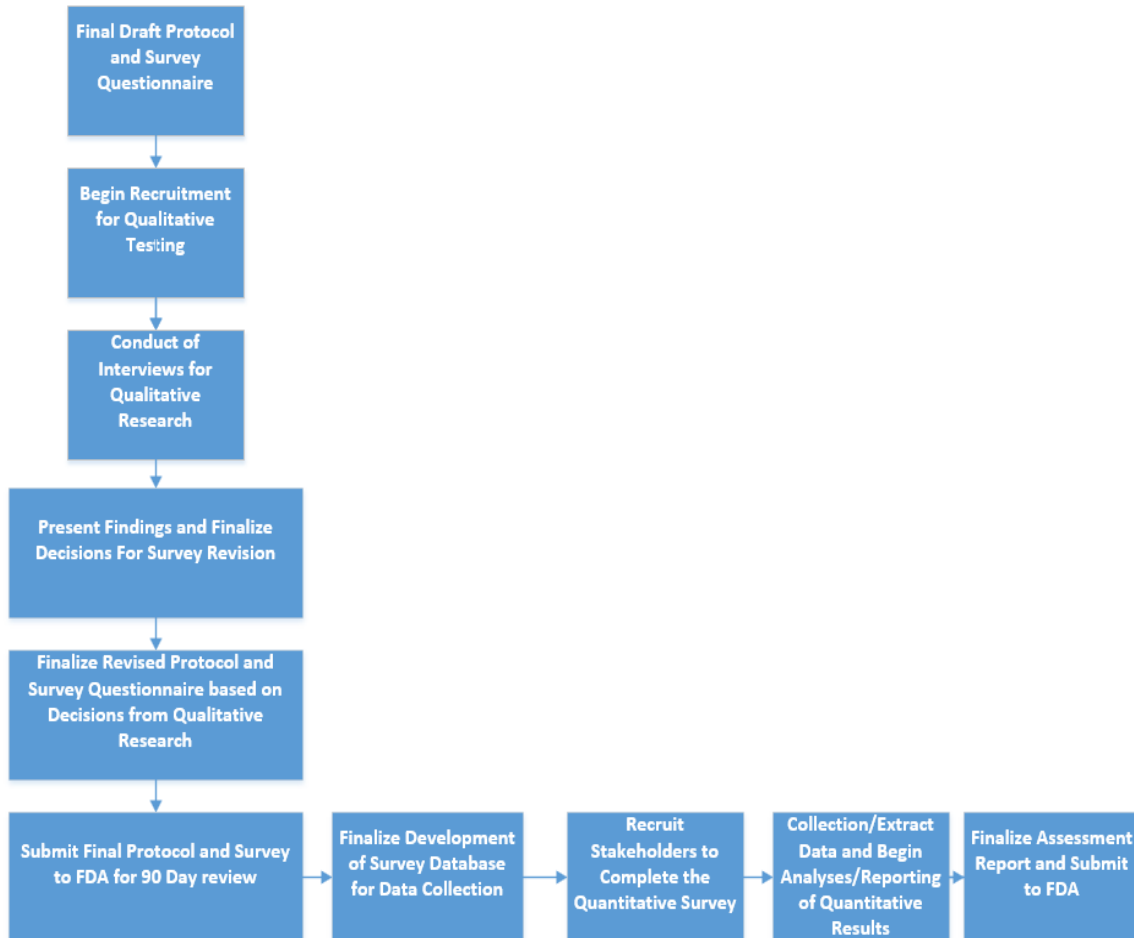 Final Draft Protocol
and Survey
Questionnaire
Begin Recruitment
for Qualitative
Testing
Conduct of
Interviews for
Qualitative
Research
Present Findings and Finalize
Decisions For Survey Revision
Finalize Revised Protocol and
Survey Questionnaire based on
Decisions from Qualitative
Research
Submit Final Protocol and Survey
to FDA for 90 Day review
Finalize Development
of Survey Database
for Data Collection
Recruit
Stakeholders to
Complete the
Quantitative Survey
Collection/Extract
Data and Begin
Analyses/Reporting
of Quantitative
Results
Finalize Assessment
Report and Submit
to FDA